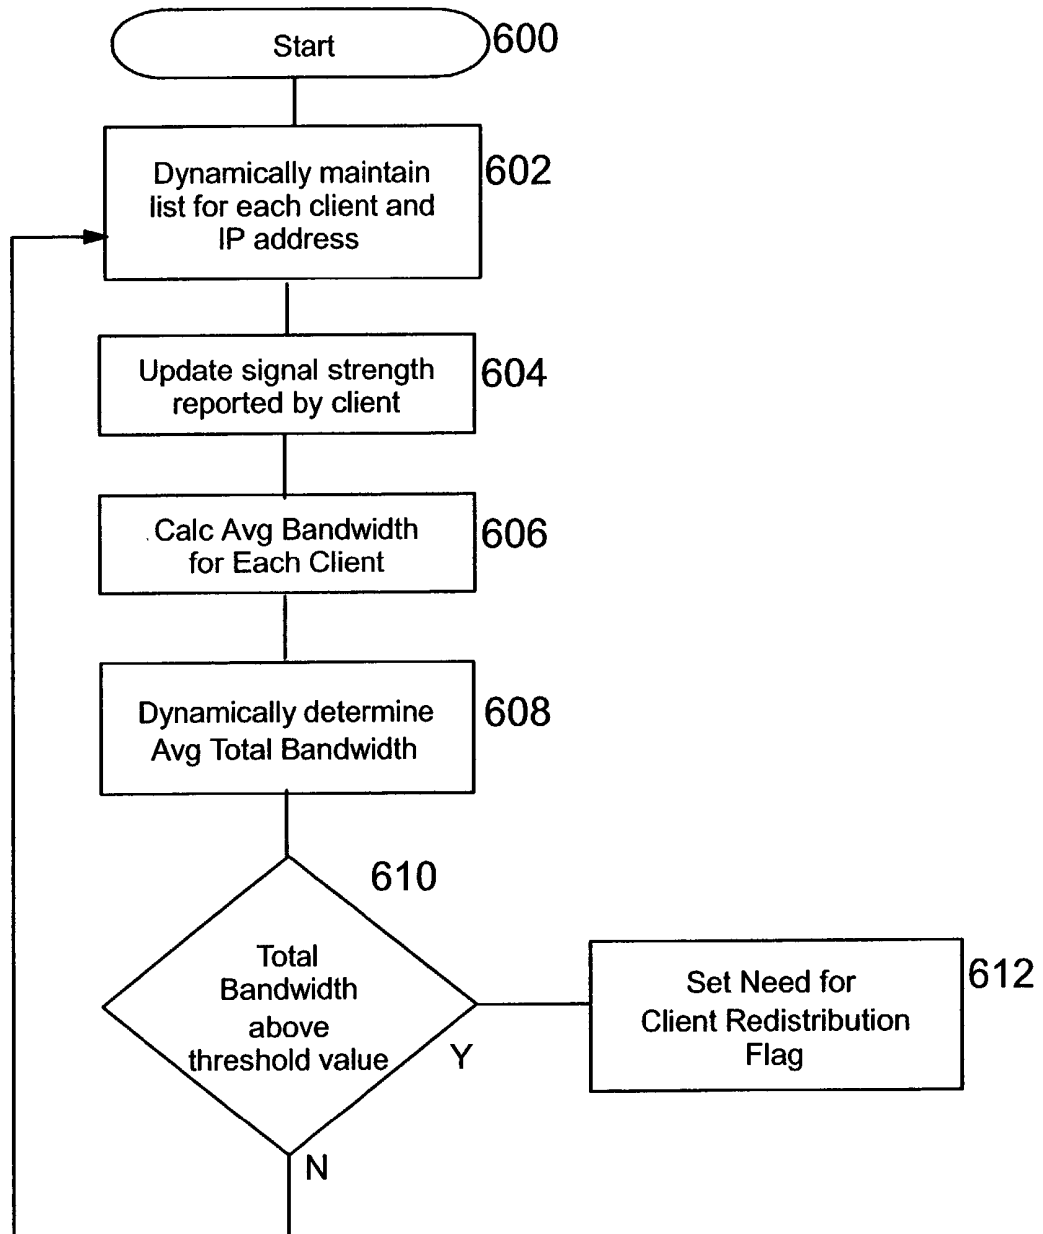 Start
600
Dynamically maintain
list for each client and
IP address
602
Update signal strength
reported by client
604
Calc Avg Bandwidth
for Each Client
606
Dynamically determine
Avg Total Bandwidth
608
610
Total
Bandwidth
above
threshold value
Y
N
Set Need for
Client Redistribution
Flag
612